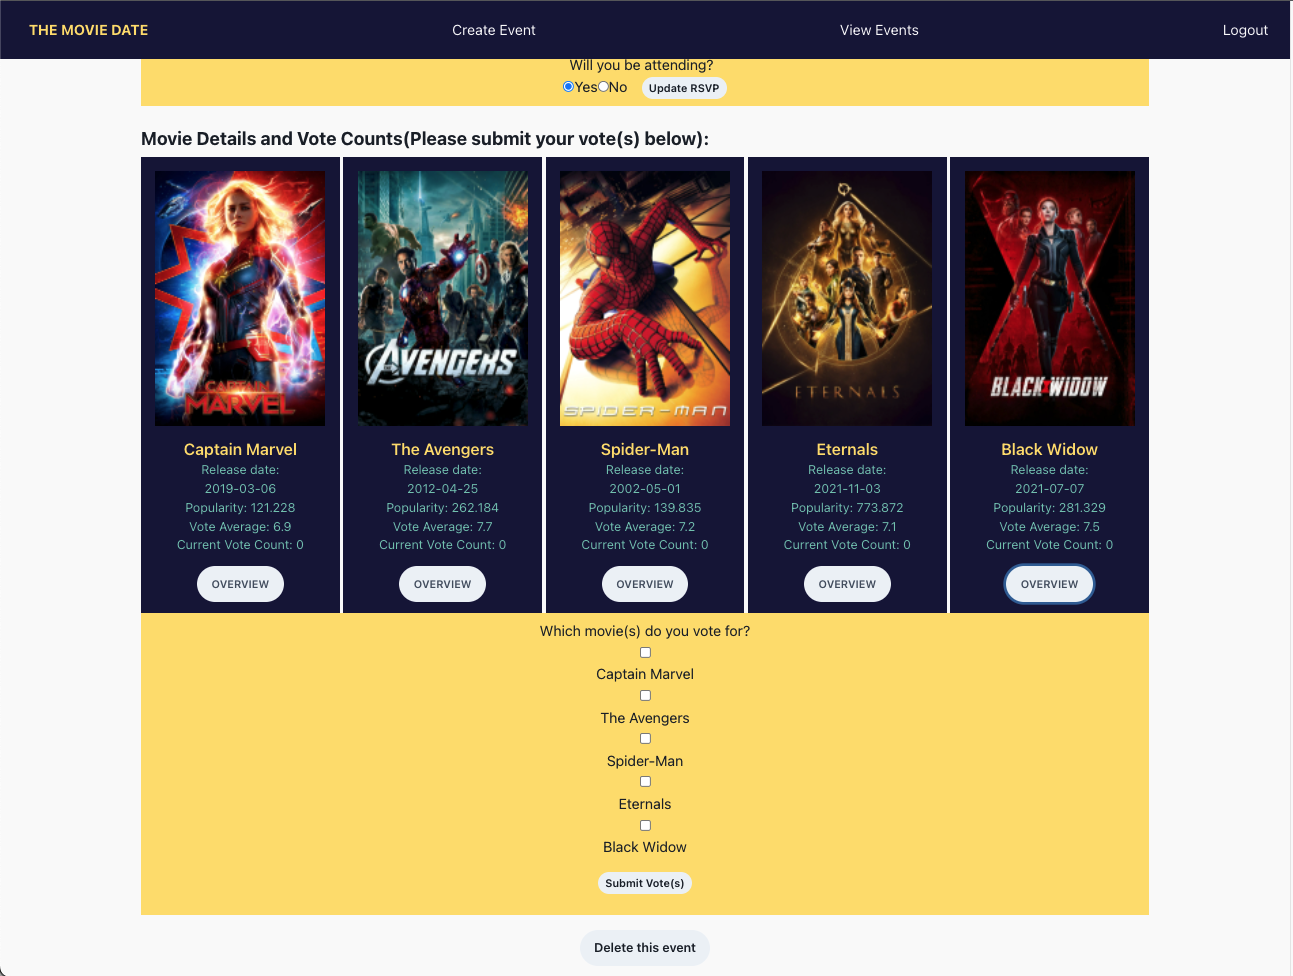 THE MOVIE DATE
Create Event
View Events
Logout
Will you be attending?
Yes No Update RSVP
Movie Details and Vote Counts(Please submit your vote(s) below):
CAPTAIN MARVEL
AVENGERS
SPIDER-MAN
ETERNALS
BLACK WIDOW
Captain Marvel
Release date:
2019-03-06
Popularity: 121.228
Vote Average: 6.9
Current Vote Count: 0
OVERVIEW
The Avengers
Release date:
2012-04-25
Popularity: 262.184
Vote Average: 7.7
Current Vote Count: 0
OVERVIEW
Spider-Man
Release date:
2002-05-01
Popularity: 139.835
Vote Average: 7.2
Current Vote Count: 0
OVERVIEW
Eternals
Release date:
2021-11-03
Popularity: 773.872
Vote Average: 7.1
Current Vote Count: 0
OVERVIEW
Black Widow
Release date:
2021-07-07
Popularity: 281.329
Vote Average: 7.5
Current Vote Count: 0
OVERVIEW
Which movie(s) do you vote for?
Captain Marvel
The Avengers
Spider-Man
Eternals
Black Widow
Submit Vote(s)
Delete this event